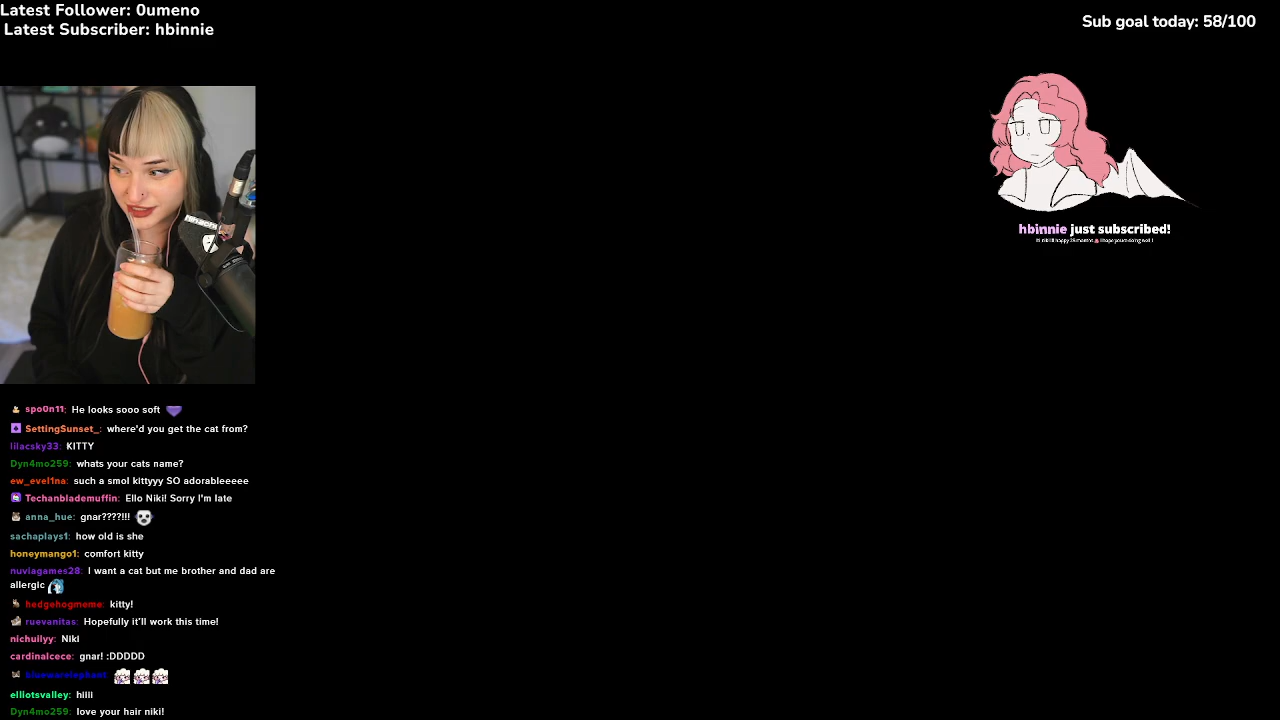 Latest Follower: 0umeno
Latest Subscriber: hbinnie
Sub goal today: 58/100
hbinnie just subscribed!
spo0n11: He looks sooo soft
SettingSunset_: where'd you get the cat from?
lilacsky33: KITTY
Dyn4mo259: whats your cats name?
ew_evel1na: such a smol kittyyy SO adorableeeee
Techanblademuffin: Ello Niki! Sorry I'm late
anna_hue: gnar????!!!
sachaplays1: how old is she
honeymango1: comfort kitty
nuviagames28: I want a cat but me brother and dad are
allergic
hedgehogmeme: kitty!
ruevanitas: Hopefully it'll work this time!
nichuilyy: Niki
cardinalcece: gnar! :DDDDD
elliotsvalley: hiiii
Dyn4mo259: love your hair niki!